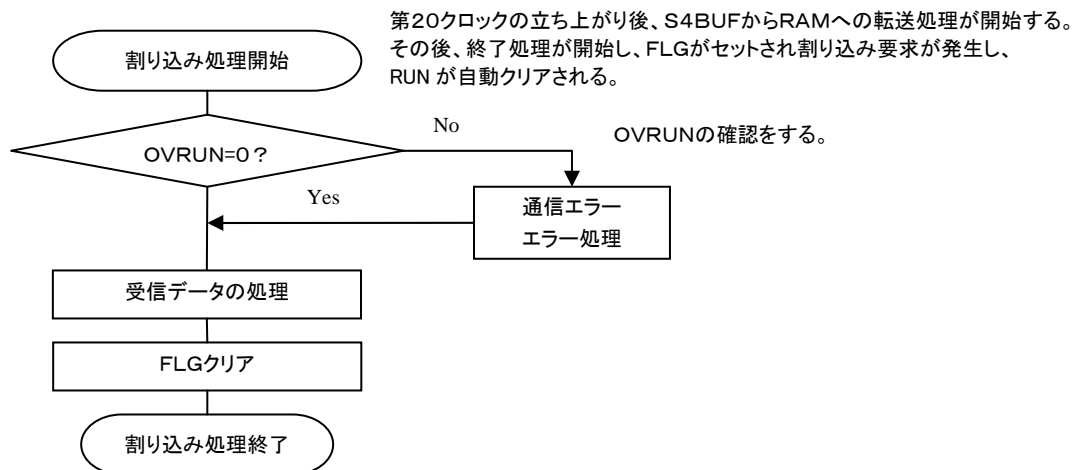 第20クロックの立ち上がり後、S4BUFからRAMへの転送処理が開始する。
その後、終了処理が開始し、FLGがセットされ割り込み要求が発生し、
RUN が自動クリアされる。
割り込み処理開始
No
OVRUNの確認をする。
OVRUN=0？
Yes
通信エラー
エラー処理
受信データの処理
FLGクリア
割り込み処理終了